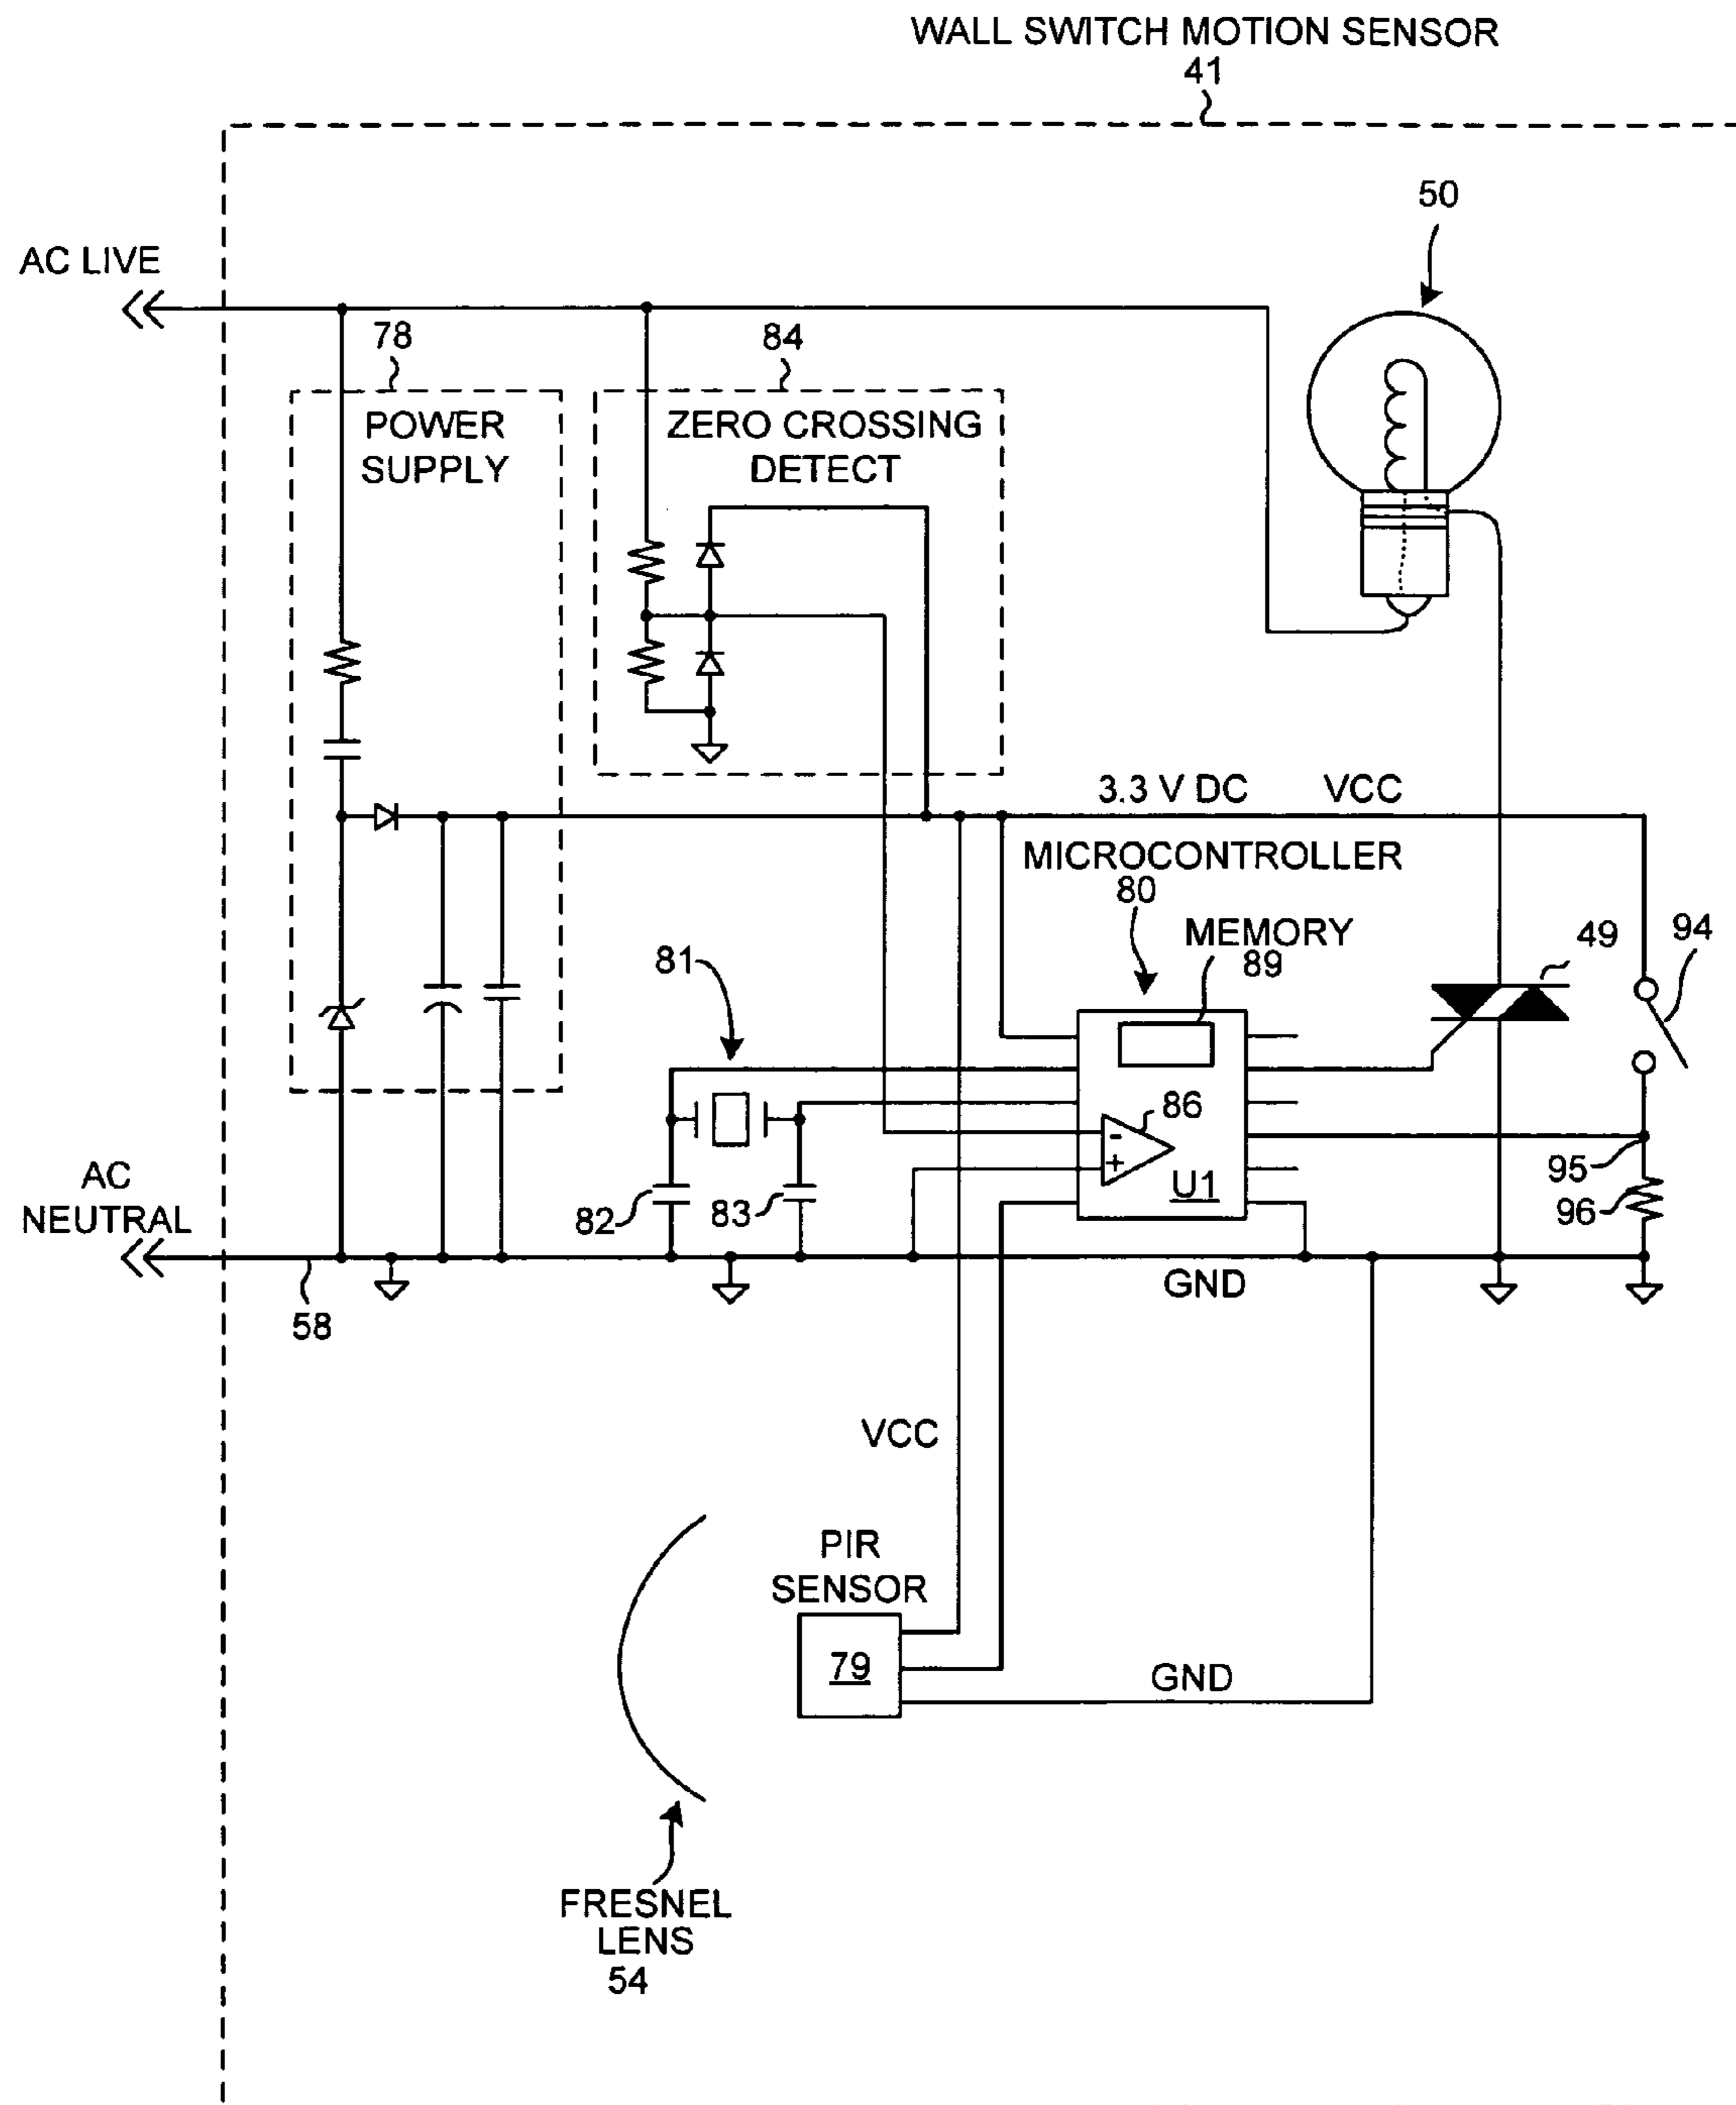 WALL SWITCH MOTION SENSOR
41
50
AC LIVE
78
84
POWER
SUPPLY
ZERO CROSSING
DETECT
3.3 V DC VCC
MICROCONTROLLER
80
MEMORY
89
49
94
81
86
-
+
U1
95
96
82
83
AC
NEUTRAL
58
GND
VCC
PIR
SENSOR
79
GND
FRESNEL
LENS
54